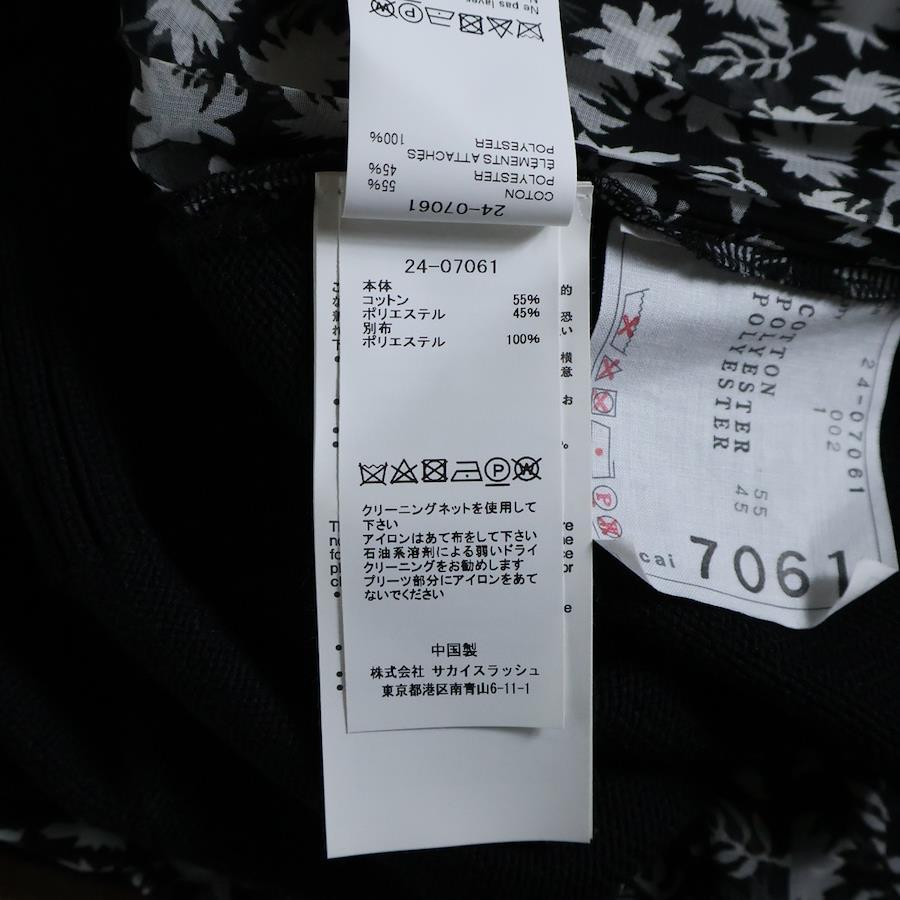 Ne pas laver
100%
POLYESTER
ÉLÉMENTS ATTACHÉS
45%
POLYESTER
55%
COTON
24-07061
24-07061
本体
コットン 55%
ポリエステル 45%
別布
ポリエステル 100%
クリーニングネットを使用して
下さい
アイロンはあて布をして下さい
石油系溶剤による弱いドライ
クリーニングをお勧めします
プリーツ部分にアイロンをあて
ないでください
中国製
株式会社 サカイスラッシュ
東京都港区南青山6-11-1
24-07061
002
1
COTTON 55
POLYESTER 45
POLYESTER
cai 7061